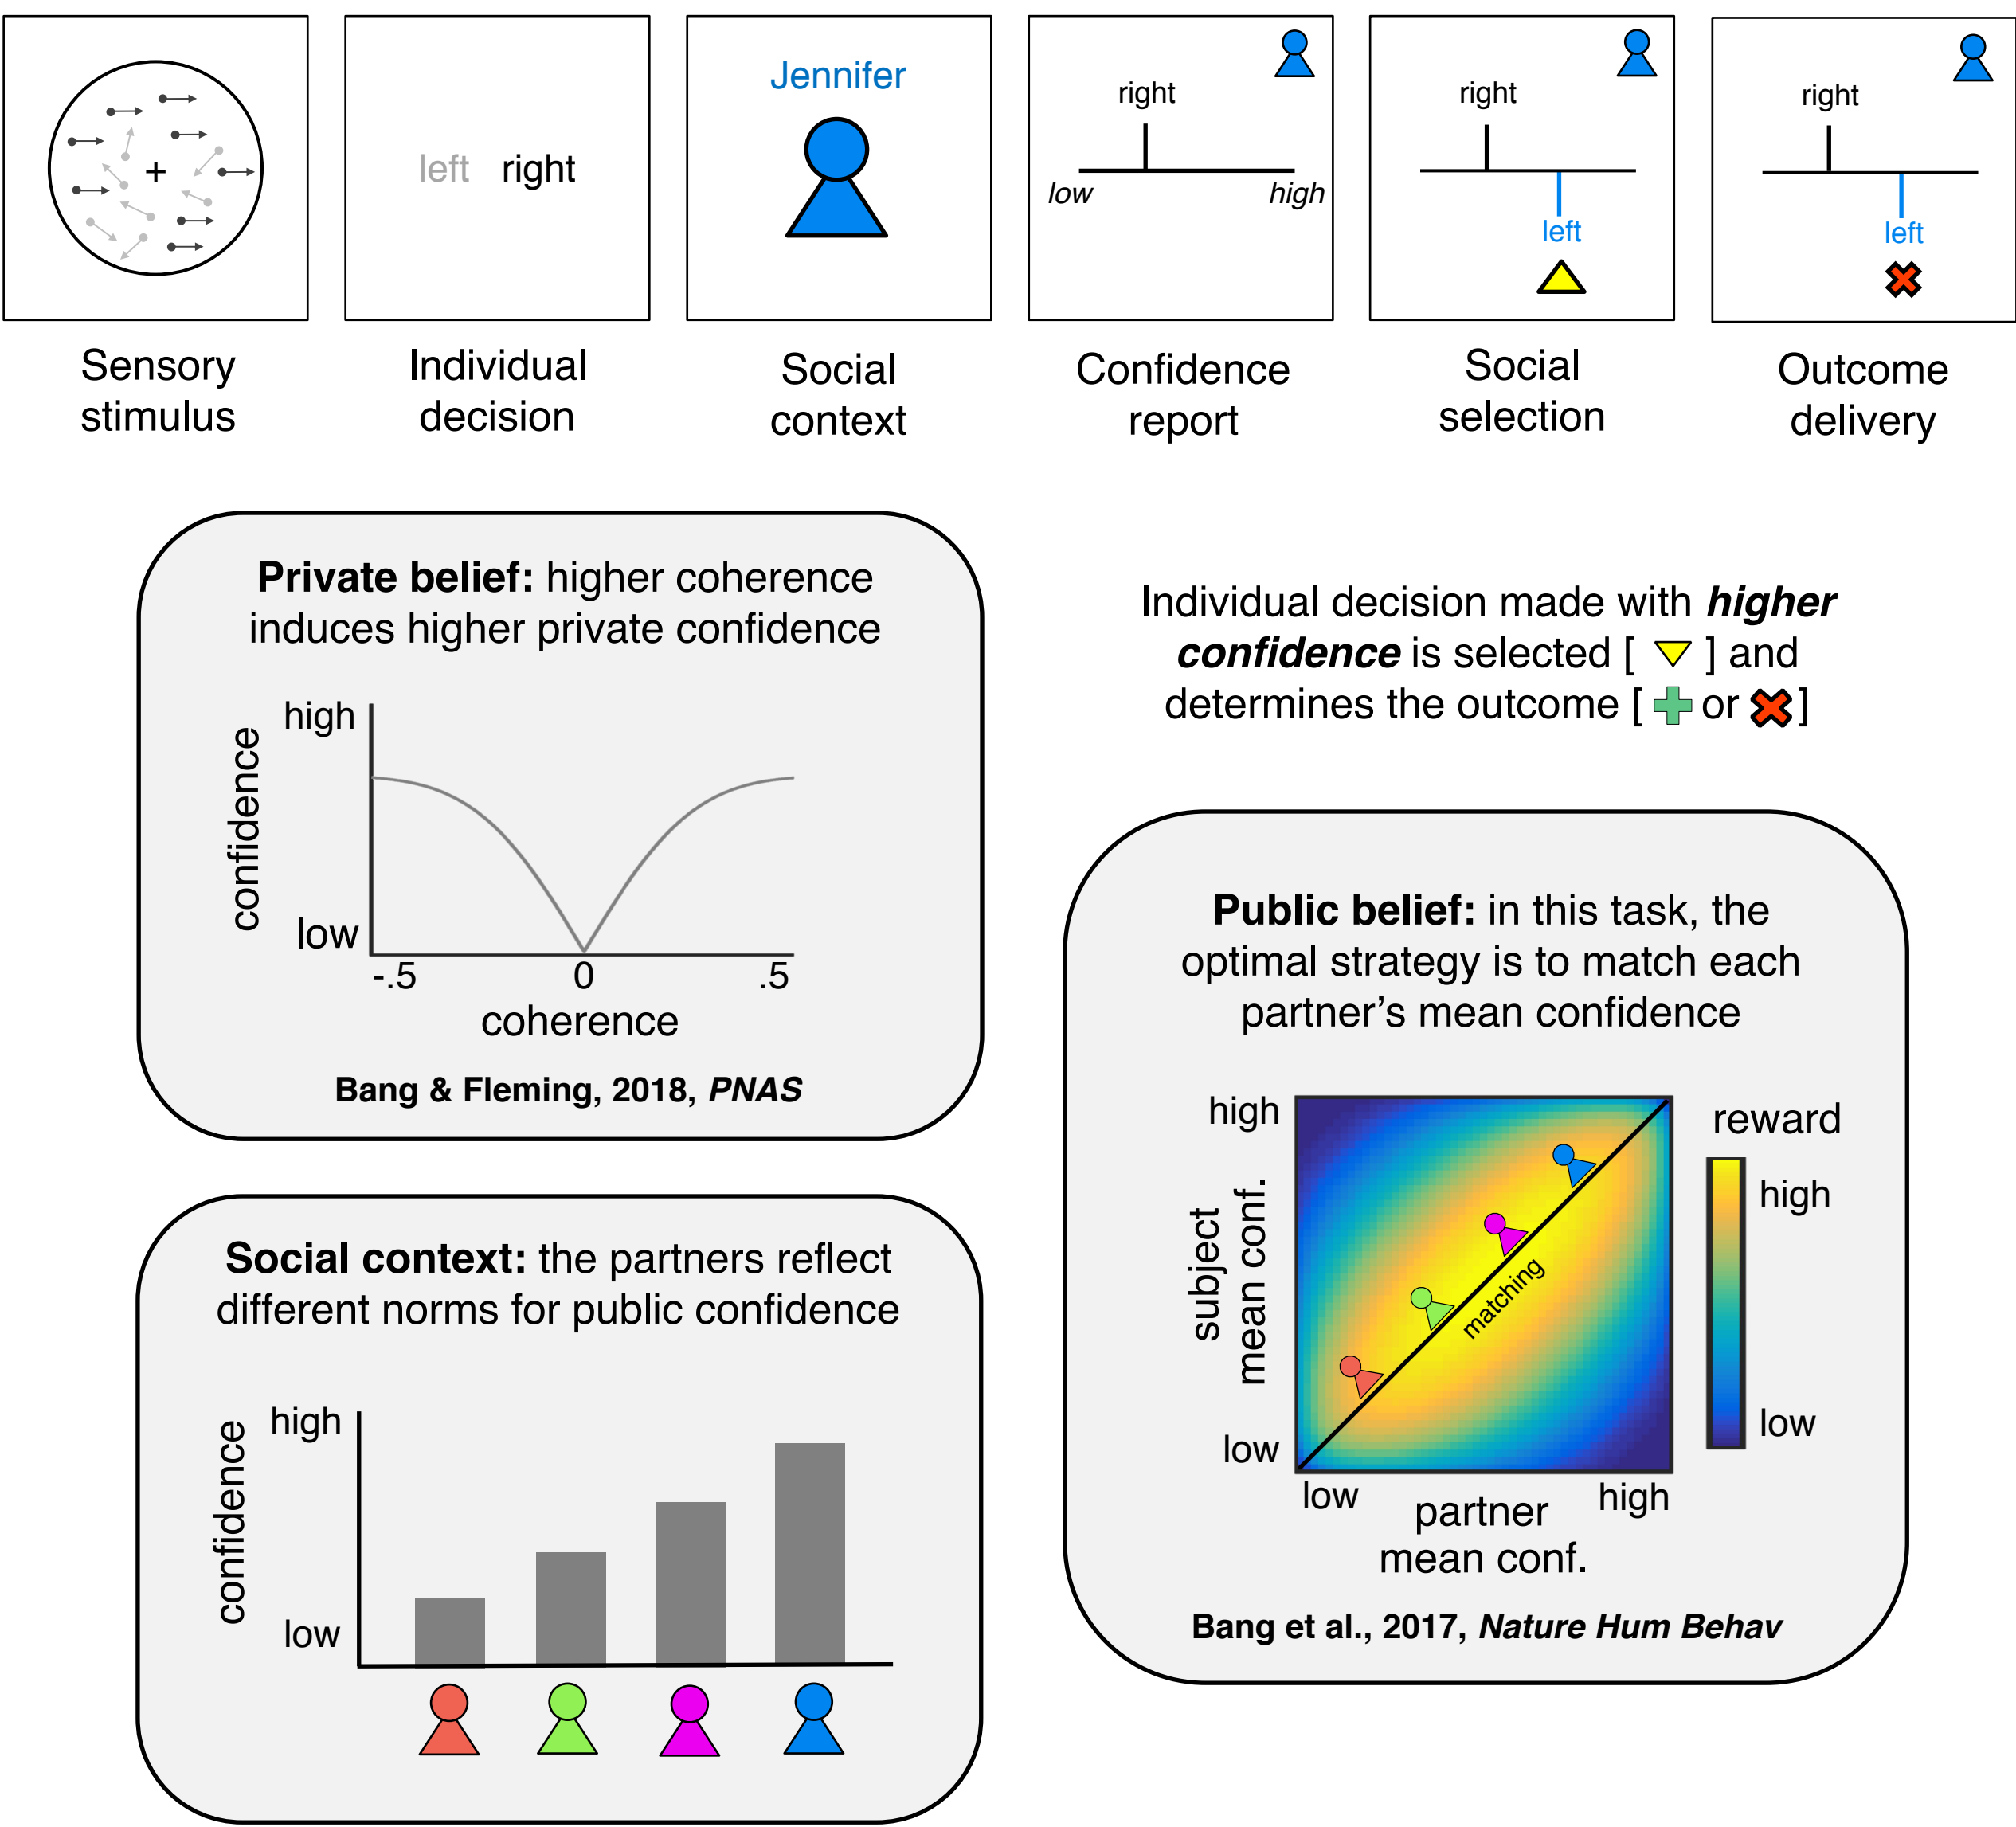 left right
Jennifer
right
low high
right
left
right
left
Sensory
stimulus
Individual
decision
Social
context
Confidence
report
Social
selection
Outcome
delivery
Private belief: higher coherence
induces higher private confidence
high
confidence
low
-.5 0 .5
coherence
Bang & Fleming, 2018, PNAS
Individual decision made with higher
confidence is selected [ ] and
determines the outcome [ or ]
Social context: the partners reflect
different norms for public confidence
high
confidence
low
Public belief: in this task, the
optimal strategy is to match each
partner's mean confidence
high
subject
mean conf.
low
matching
low high
partner
mean conf.
reward
high
low
Bang et al., 2017, Nature Hum Behav